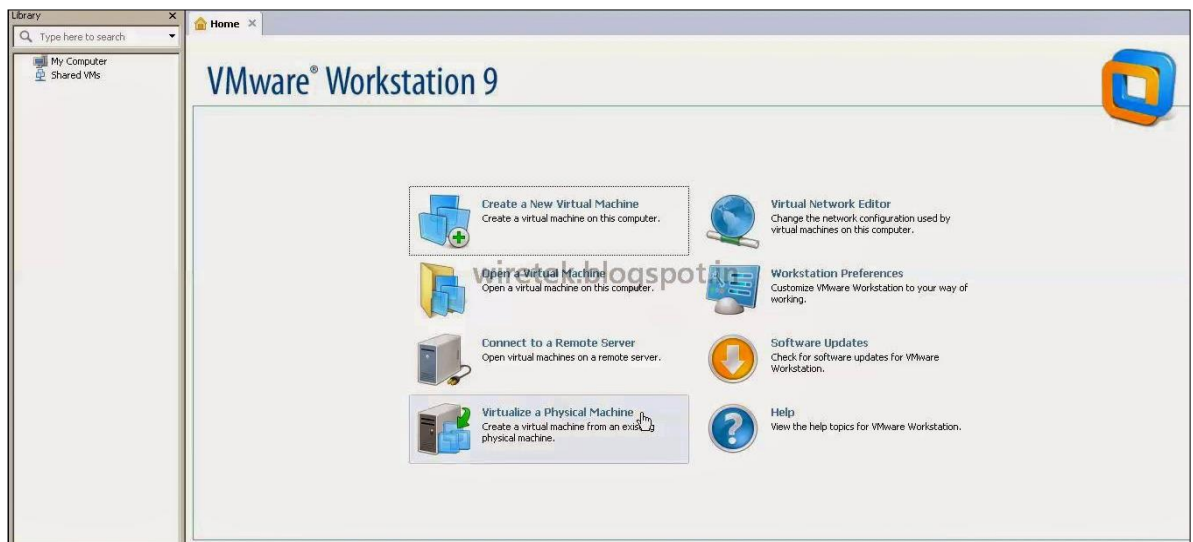 Library
Type here to search
My Computer
Shared VMs
Home
VMware® Workstation 9
Create a New Virtual Machine
Create a virtual machine on this computer.
Open a Virtual Machine
Open a virtual machine on this computer.
Connect to a Remote Server
Open virtual machines on a remote server.
Virtualize a Physical Machine
Create a virtual machine from an existing
physical machine.
Virtual Network Editor
Change the network configuration used by
virtual machines on this computer.
Workstation Preferences
Customize VMware Workstation to your way of
working.
Software Updates
Check for software updates for VMware
Workstation.
Help
View the help topics for VMware Workstation.
wiretek.blogspot.in